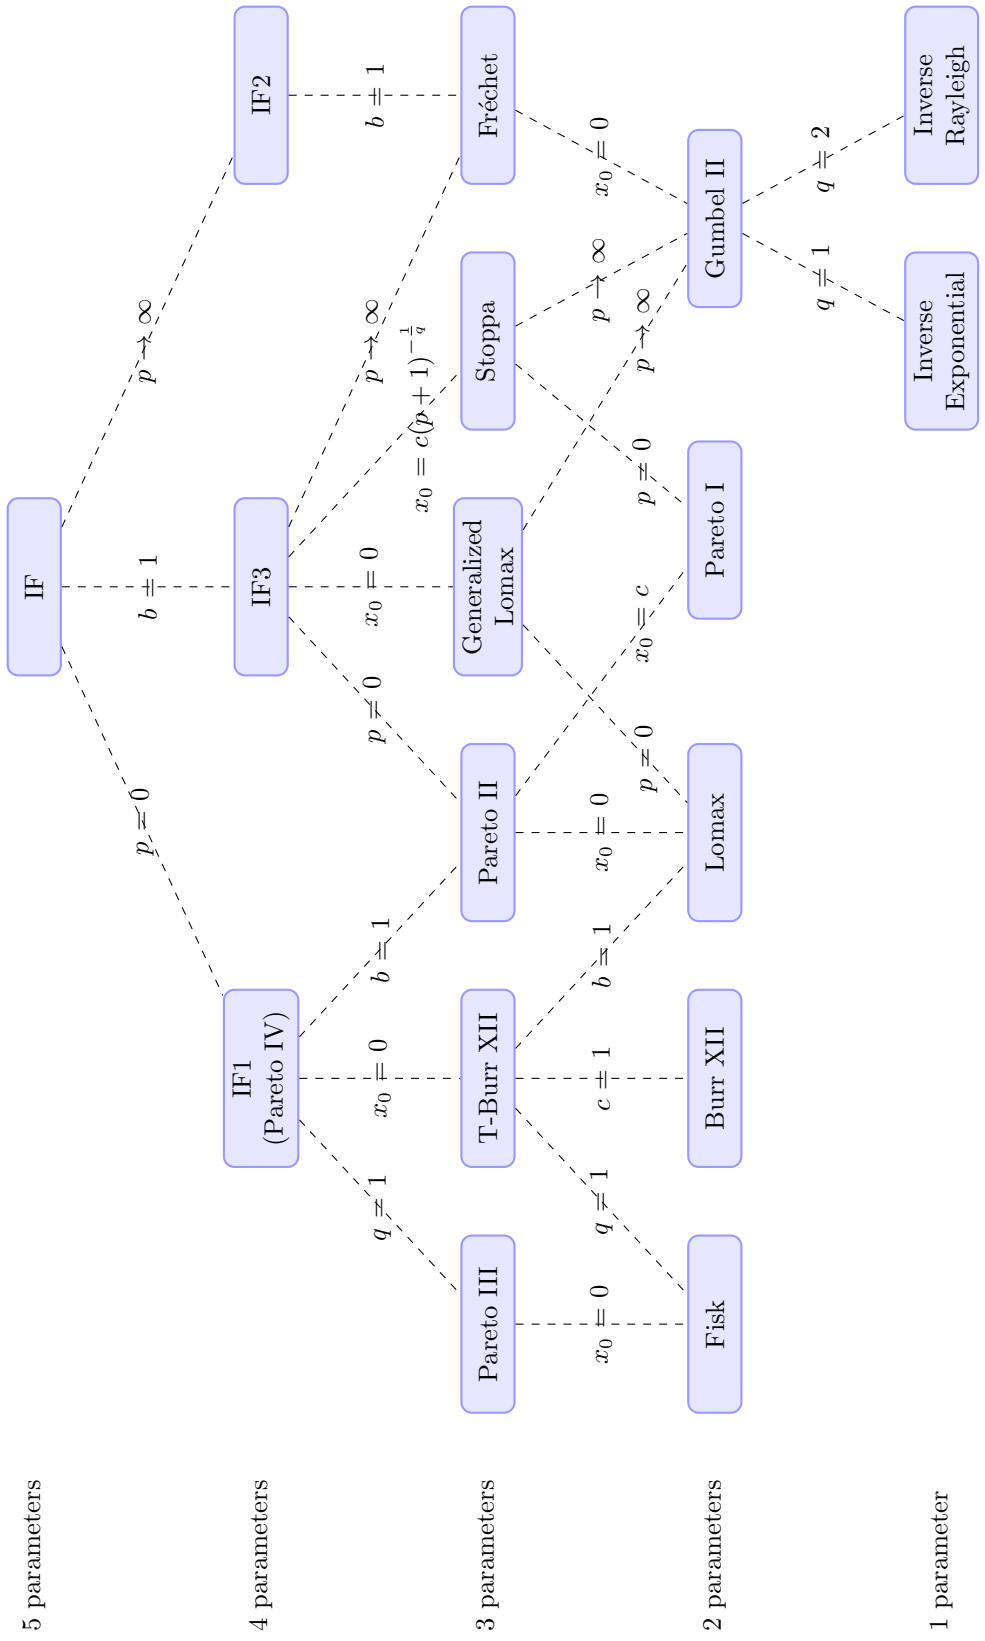 5 parameters
IF
p = 0
b = 1
p → ∞
4 parameters
IF1
(Pareto IV)
IF3
IF2
q = 1
x₀ = 0
b = 1
p = 0
x₀ = 0
x₀ = c(p + 1)^{-\frac{1}{q}}
p → ∞
b = 1
3 parameters
Pareto III
T-Burr XII
Pareto II
Generalized
Lomax
Stoppa
Fréchet
x₀ = 0
q = 1
c = 1
b = 1
x₀ = 0
p = 0
x₀ = c
p = 0
p → ∞
p → ∞
x₀ = 0
2 parameters
Fisk
Burr XII
Lomax
Pareto I
Gumbel II
q = 1
q = 2
1 parameter
Inverse
Exponential
Inverse
Rayleigh